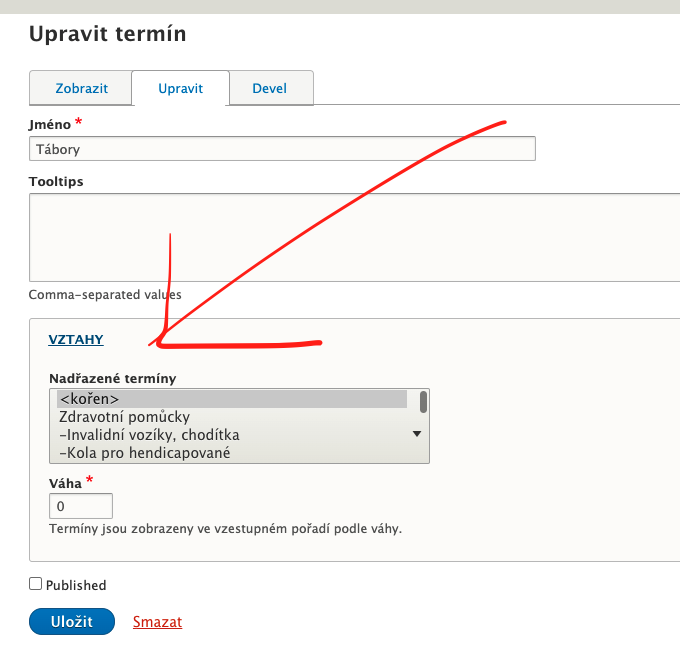 Upravit termín
Zobrazit Upravit Devel
Jméno *
Tábory
Tooltips
Comma-separated values
VZTAHY
Nadřazené termíny
<kořen>
Zdravotní pomůcky
-Invalidní vozíky, chodítka
-Kola pro hendicapované
Váha *
0
Termíny jsou zobrazeny ve vzestupném pořadí podle váhy.
Published
Uložit Smazat